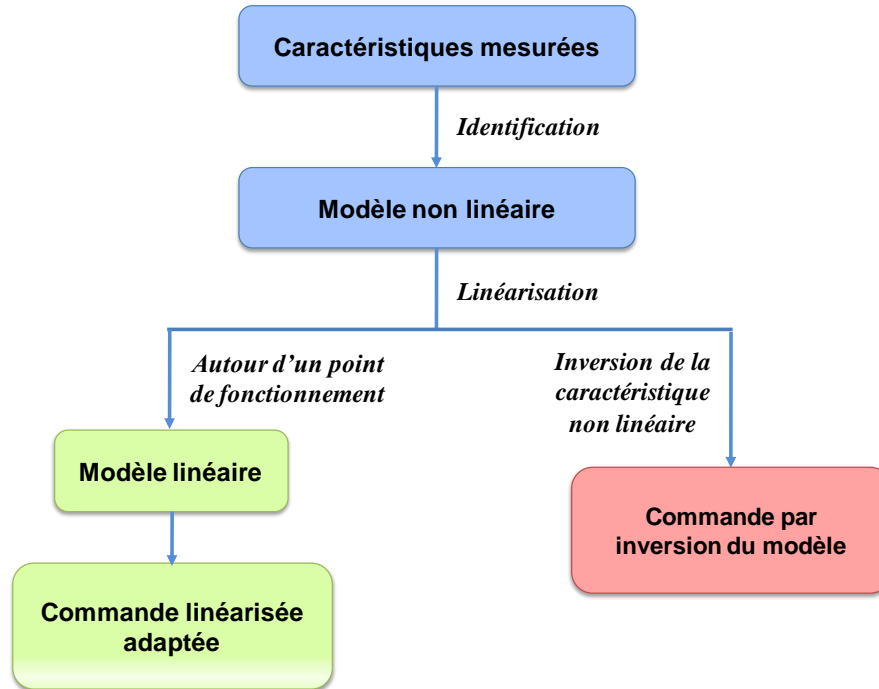 Caractéristiques mesurées
Identification
Modèle non linéaire
Linéarisation
Autour d’un point
de fonctionnement
Inversion de la
caractéristique
non linéaire
Modèle linéaire
Commande par
inversion du modèle
Commande linéarisée
adaptée